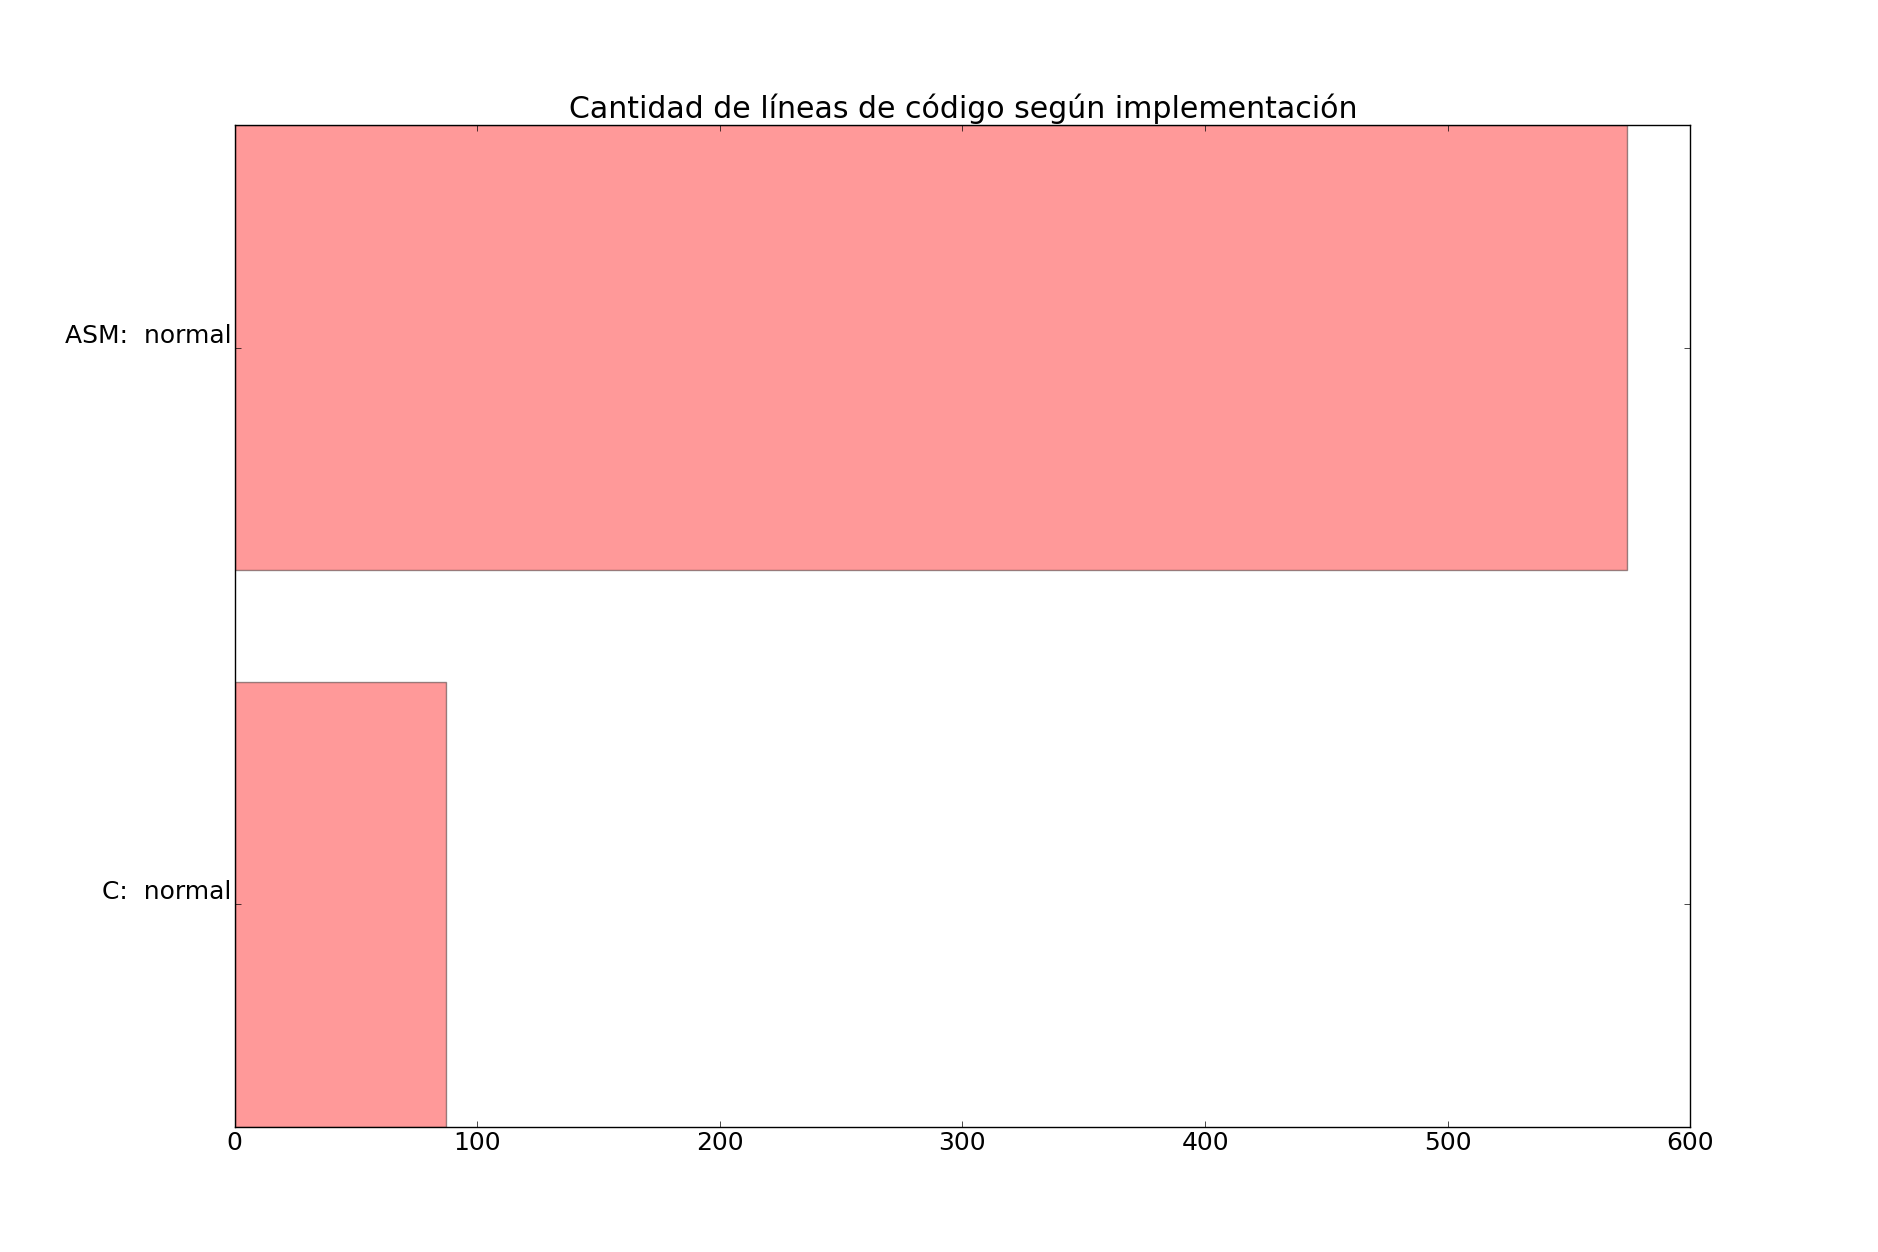 Cantidad de líneas de código según implementación
ASM:  normal
C:  normal
0 100 200 300 400 500 600